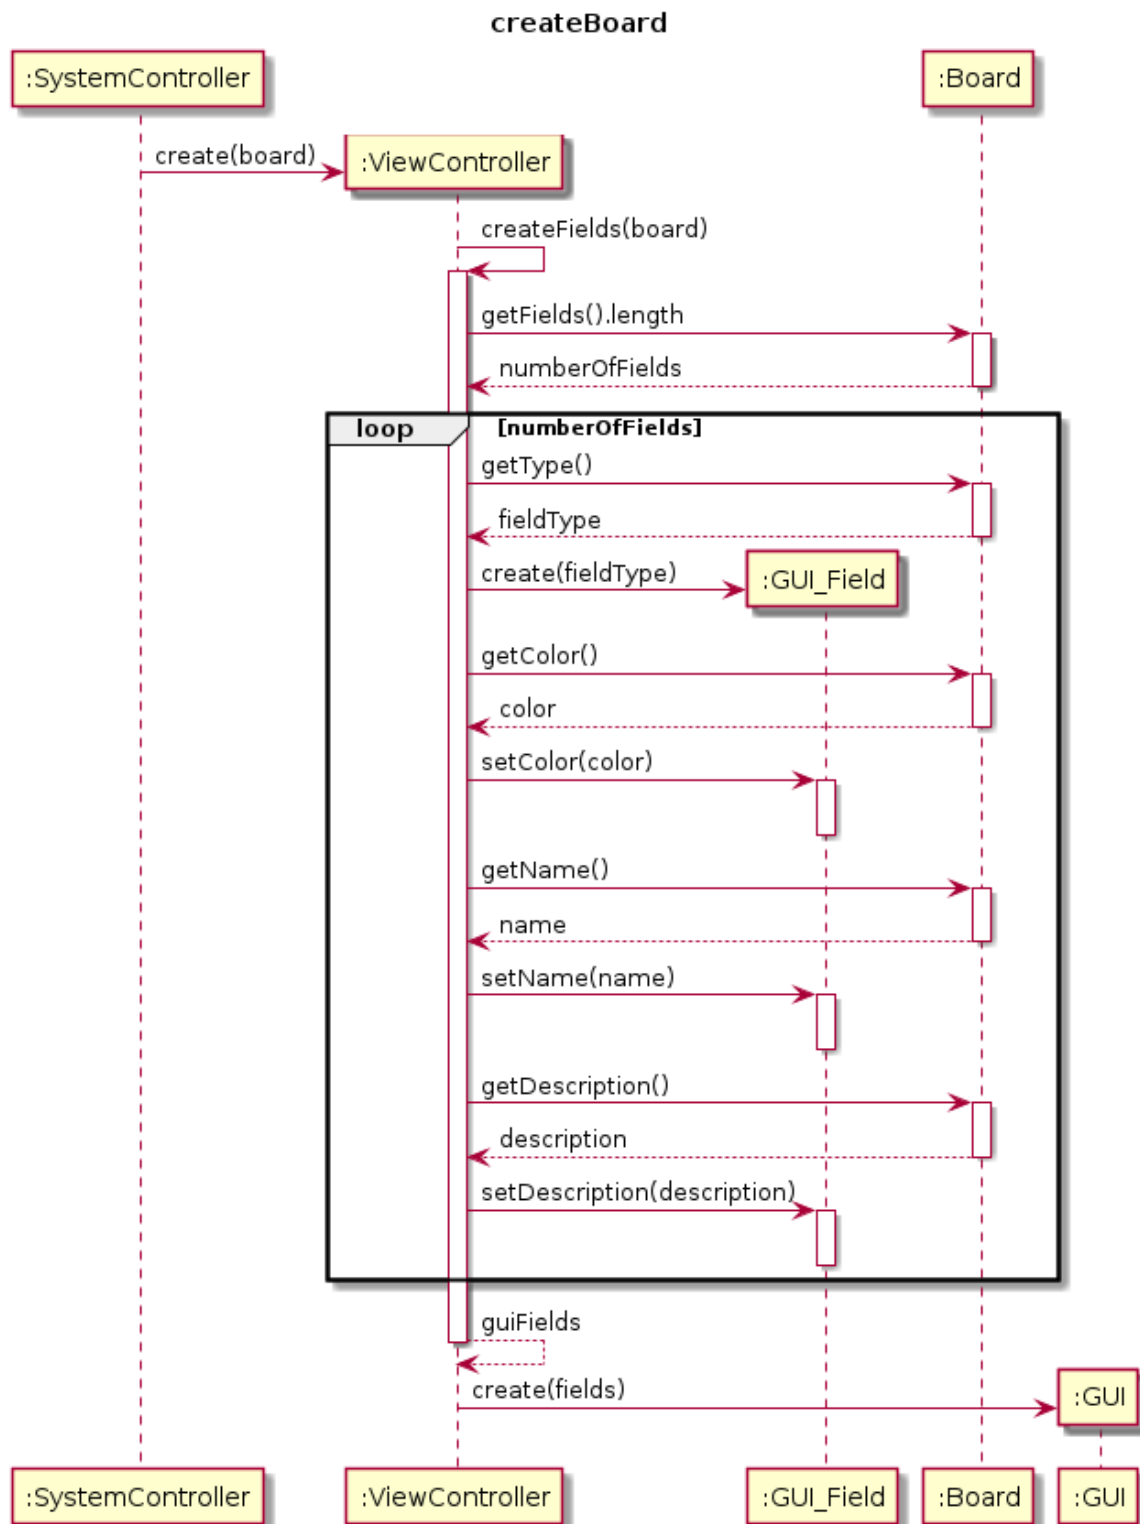 createBoard
:SystemController
:Board
create(board)
:ViewController
createFields(board)
getFields().length
numberOfFields
loop [numberOfFields]
getType()
fieldType
create(fieldType)
:GUI_Field
getColor()
color
setColor(color)
getName()
name
setName(name)
getDescription()
description
setDescription(description)
guiFields
create(fields)
:GUI
:SystemController
:ViewController
:GUI_Field
:Board
:GUI